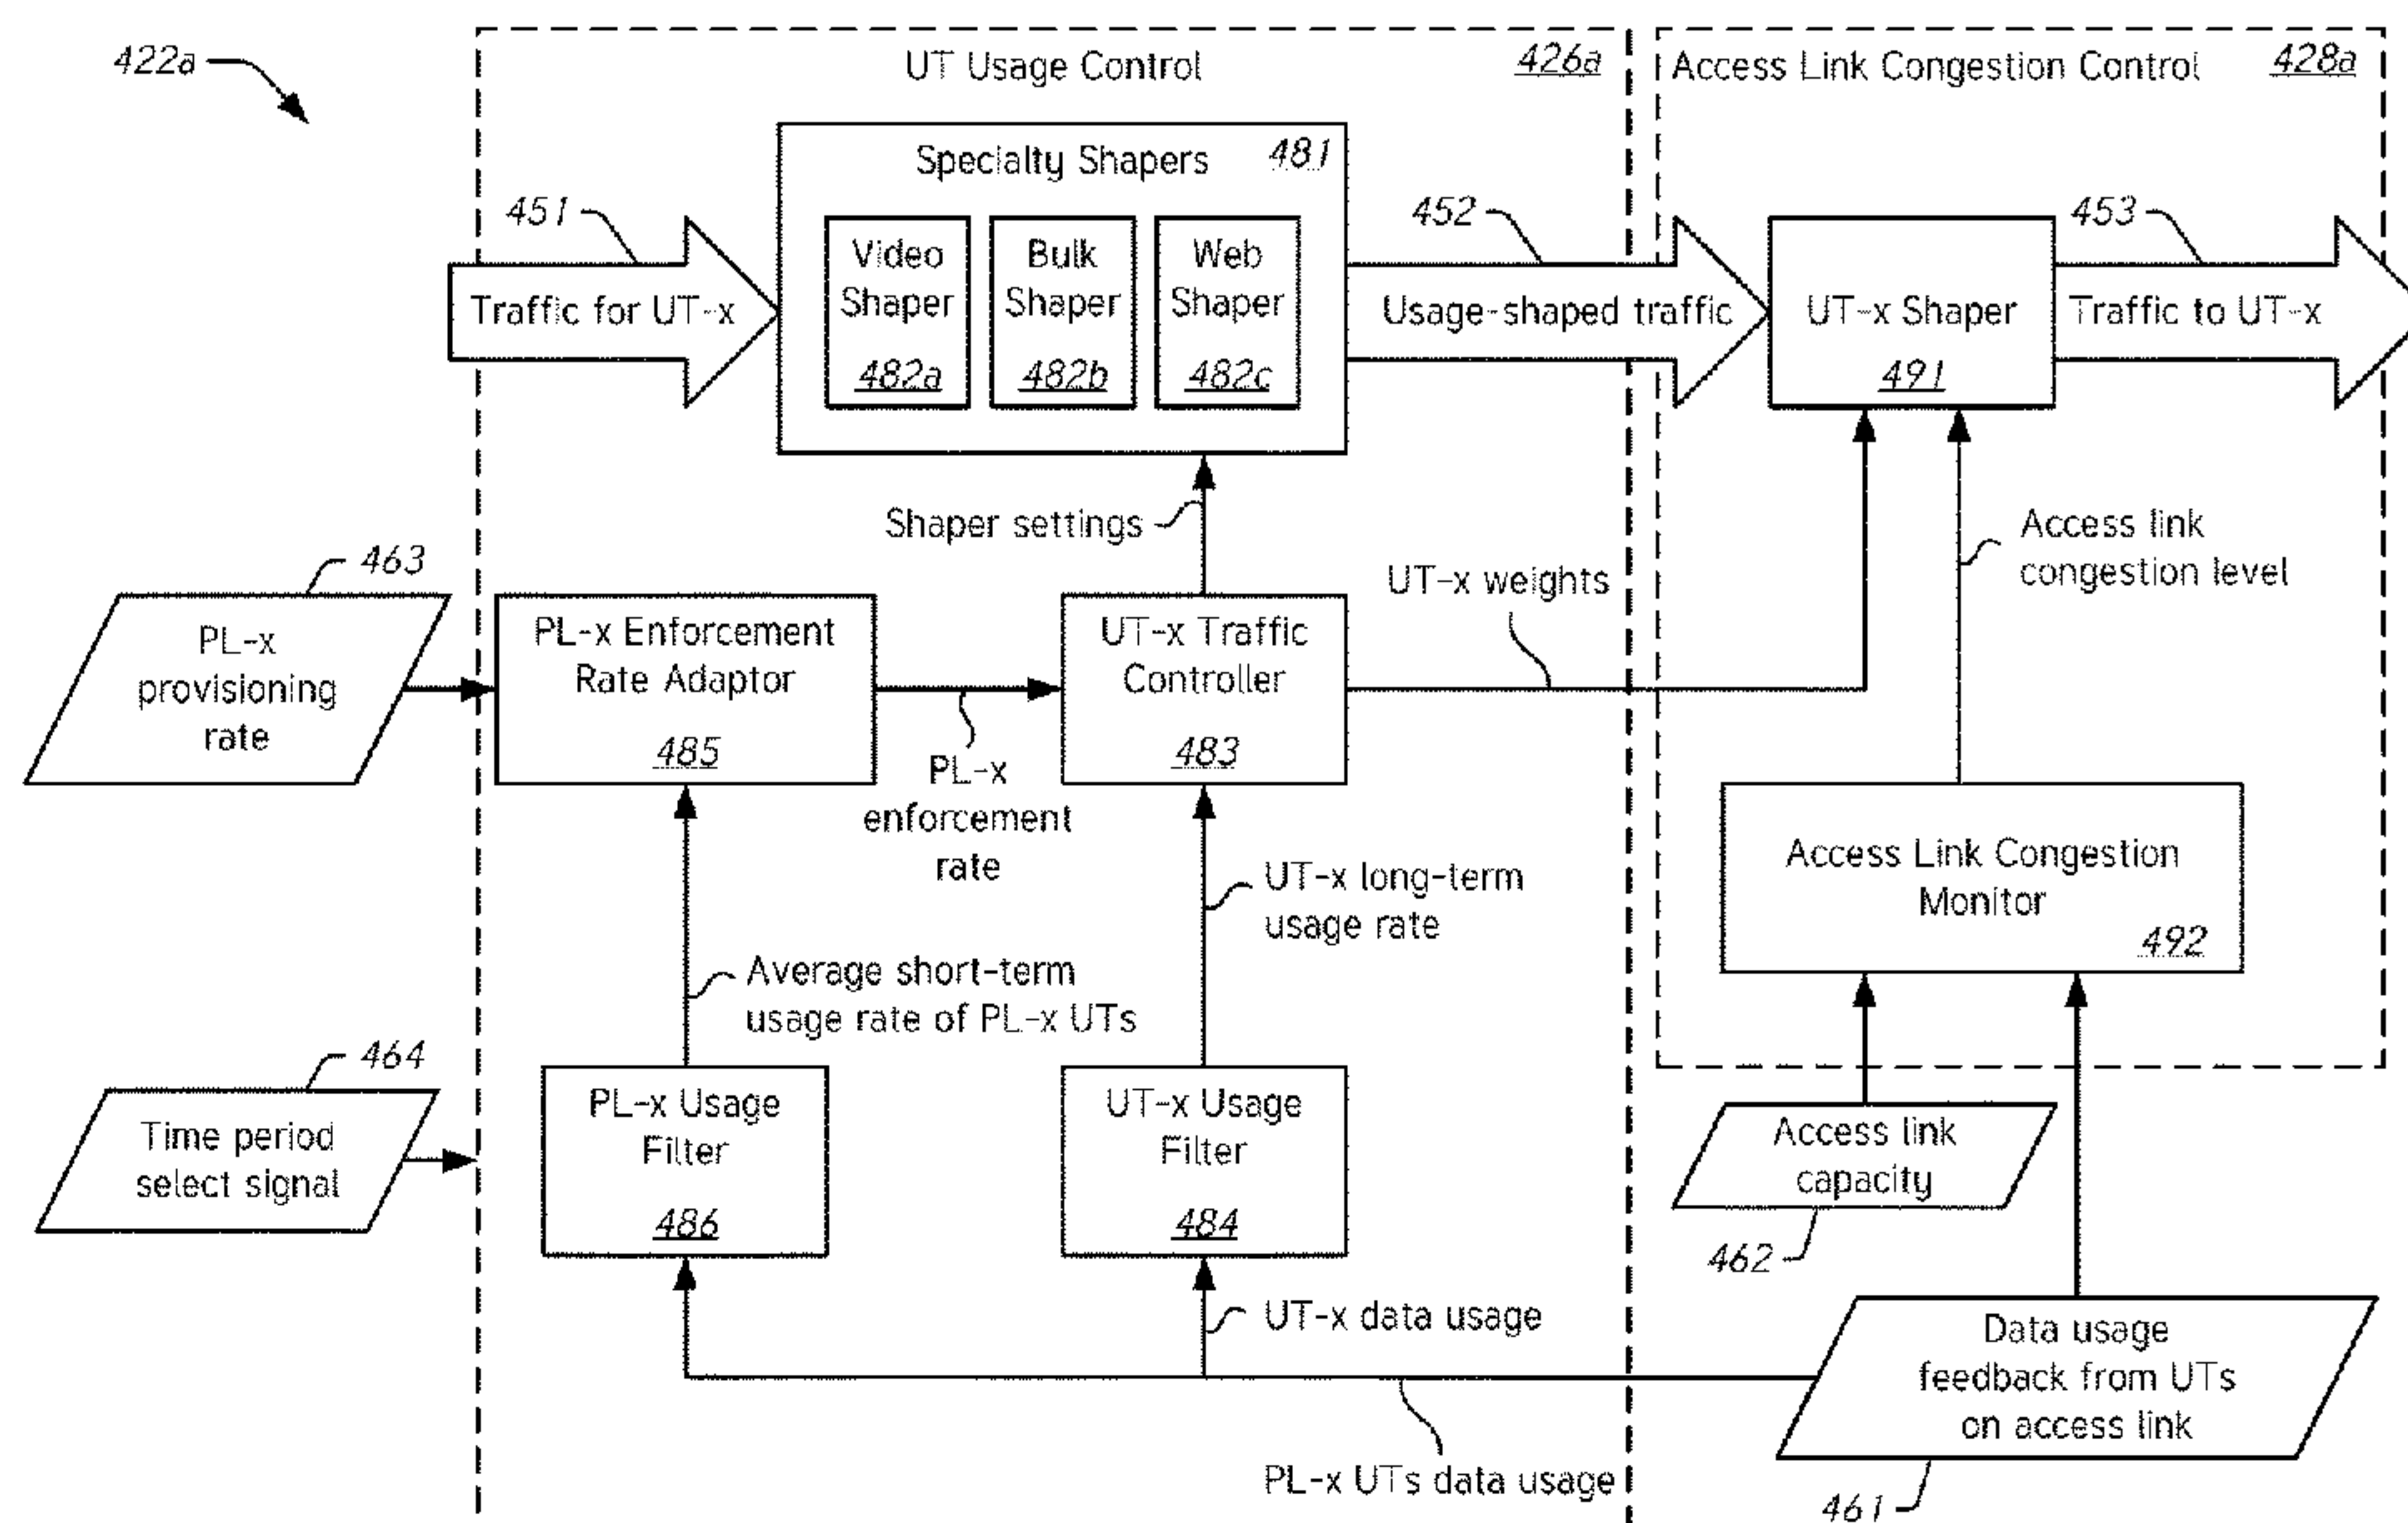 422a
UT Usage Control
426a
Access Link Congestion Control
428a
Specialty Shapers
481
451
Traffic for UT-x
Video
Shaper
482a
Bulk
Shaper
482b
Web
Shaper
482c
452
Usage-shaped traffic
UT-x Shaper
491
453
Traffic to UT-x
Shaper settings
Access link
congestion level
463
PL-x
provisioning
rate
PL-x Enforcement
Rate Adaptor
485
PL-x
enforcement
rate
UT-x Traffic
Controller
483
UT-x weights
Access Link Congestion
Monitor
492
UT-x long-term
usage rate
Average short-term
usage rate of PL-x UTs
464
Time period
select signal
PL-x Usage
Filter
486
UT-x Usage
Filter
484
Access link
capacity
462
UT-x data usage
Data usage
feedback from UTs
on access link
461
PL-x UTs data usage